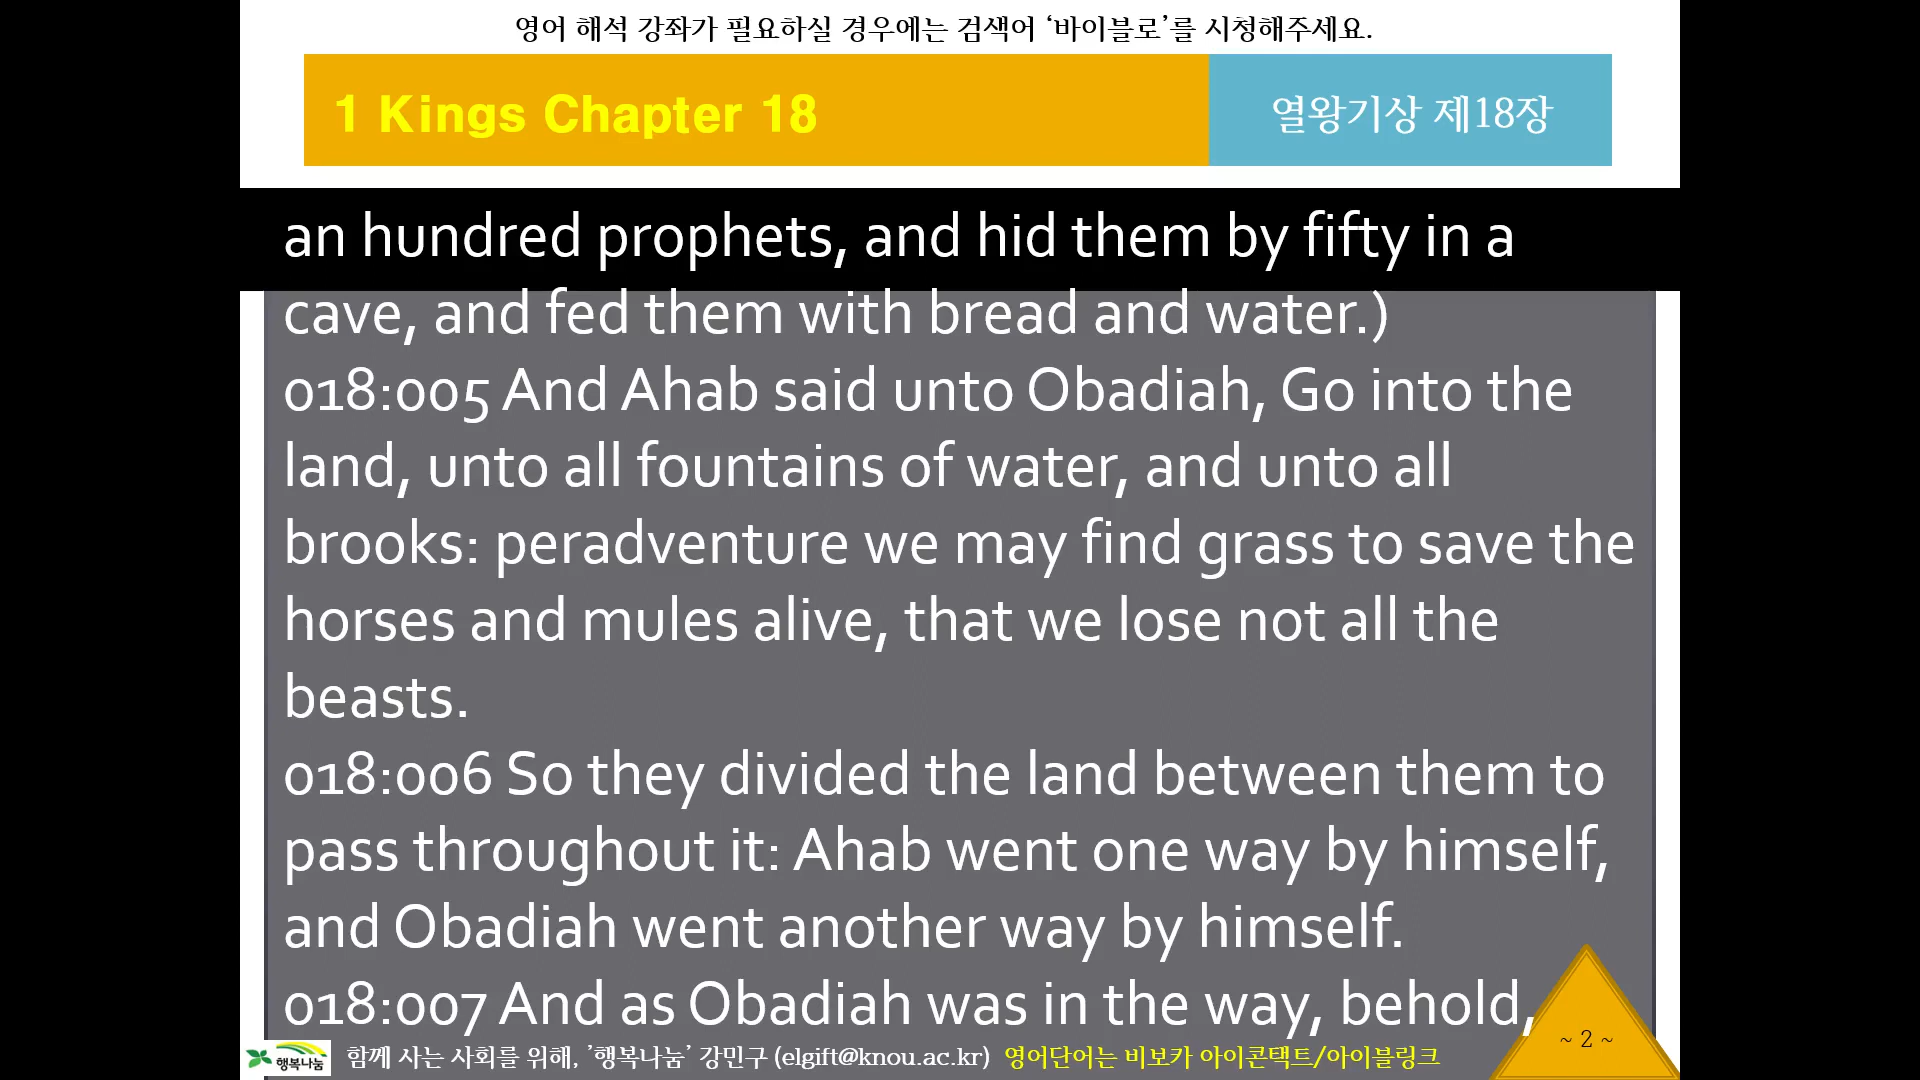 영어 해석 강좌가 필요하실 경우에는 검색어 ‘바이블로’를 시청해주세요.
1 Kings Chapter 18
열왕기상 제18장
an hundred prophets, and hid them by fifty in a
cave, and fed them with bread and water.)
018:005 And Ahab said unto Obadiah, Go into the
land, unto all fountains of water, and unto all
brooks: peradventure we may find grass to save the
horses and mules alive, that we lose not all the
beasts.
018:006 So they divided the land between them to
pass throughout it: Ahab went one way by himself,
and Obadiah went another way by himself.
018:007 And as Obadiah was in the way, behold,
~ 2 ~
행복나눔
함께 사는 사회를 위해, ’행복나눔’ 강민구 (elgift@knou.ac.kr) 영어단어는 비보카 아이콘택트/아이블링크